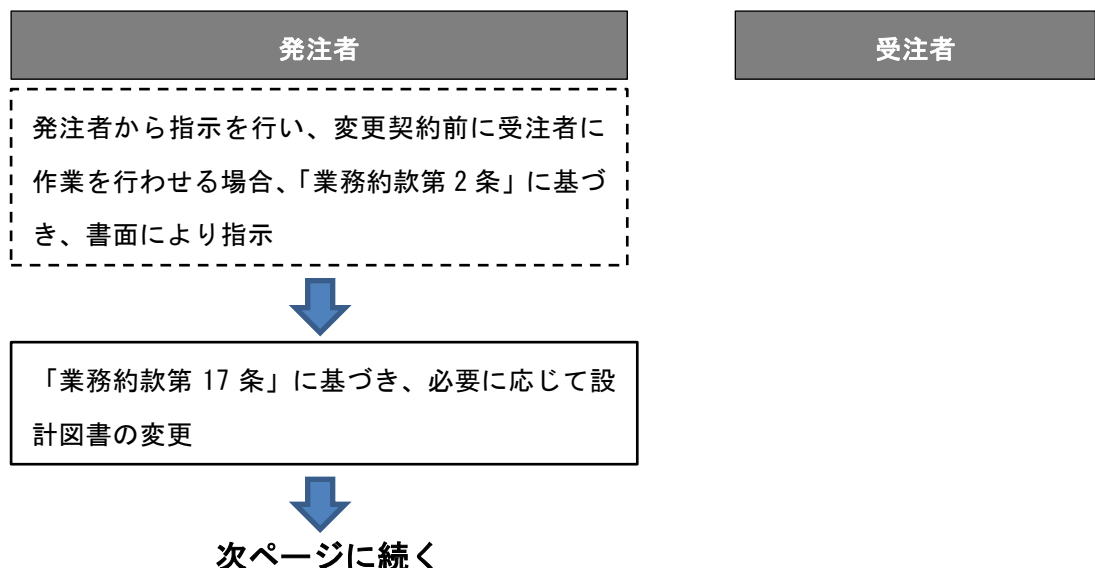 発注者
受注者
発注者から指示を行い、変更契約前に受注者に
作業を行わせる場合、「業務約款第2条」に基づ
き、書面により指示
「業務約款第 17 条」に基づき、必要に応じて設
計図書の変更
次ページに続く